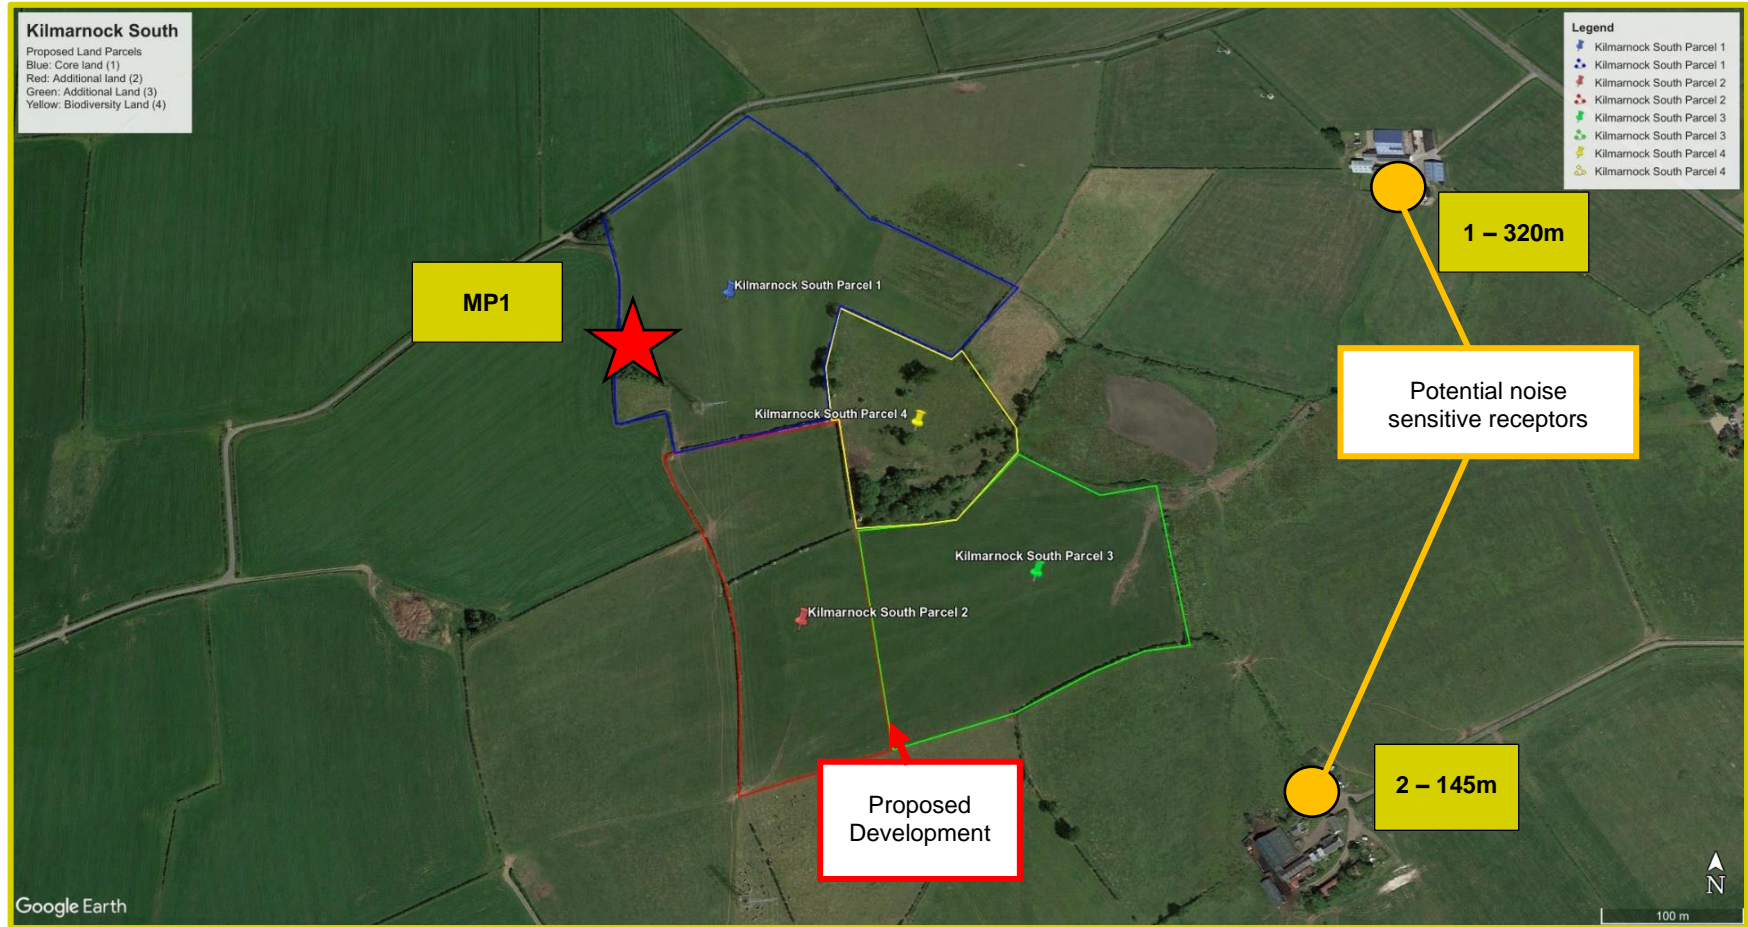 Kilmarnock South
Proposed Land Parcels
Blue: Core land (1)
Red: Additional land (2)
Green: Additional Land (3)
Yellow: Biodiversity Land (4)
Legend
Kilmarnock South Parcel 1
Kilmarnock South Parcel 1
Kilmarnock South Parcel 2
Kilmarnock South Parcel 2
Kilmarnock South Parcel 3
Kilmarnock South Parcel 3
Kilmarnock South Parcel 4
Kilmarnock South Parcel 4
1 – 320m
MP1
Kilmarnock South Parcel 1
Potential noise
sensitive receptors
Kilmarnock South Parcel 4
Kilmarnock South Parcel 3
Kilmarnock South Parcel 2
2 – 145m
Proposed
Development
N
Google Earth
100 m